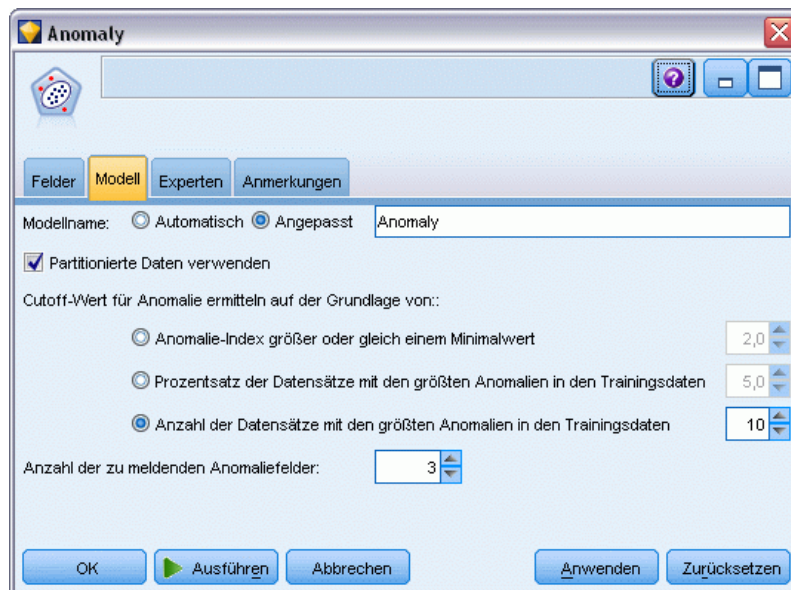 Anomaly
Felder Modell Experten Anmerkungen
Modellname: Automatisch Angepasst Anomaly
Partitionierte Daten verwenden
Cutoff-Wert für Anomalie ermitteln auf der Grundlage von::
Anomalie-Index größer oder gleich einem Minimalwert 2,0
Prozentsatz der Datensätze mit den größten Anomalien in den Trainingsdaten 5,0
Anzahl der Datensätze mit den größten Anomalien in den Trainingsdaten 10
Anzahl der zu meldenden Anomaliefelder: 3
OK Ausführen Abbrechen Anwenden Zurücksetzen